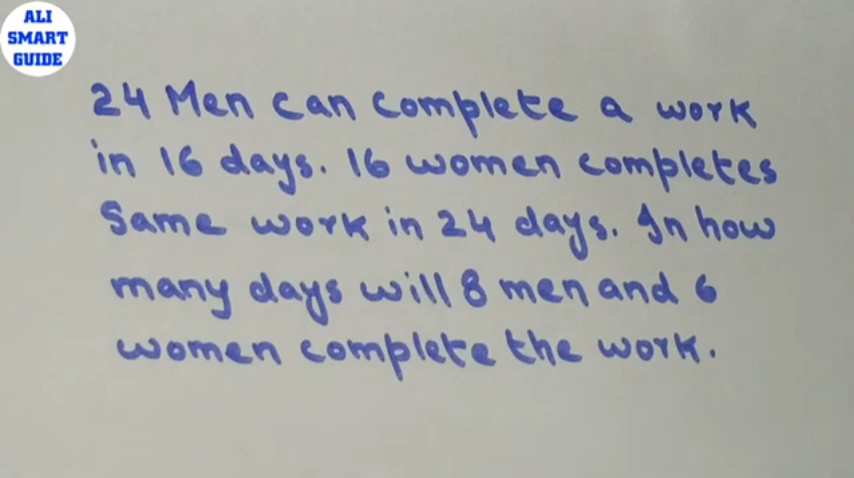 ALI
SMART
GUIDE
24 Men can complete a work
in 16 days. 16 women completes
Same work in 24 days. In how
many days will 8 men and 6
women complete the work.